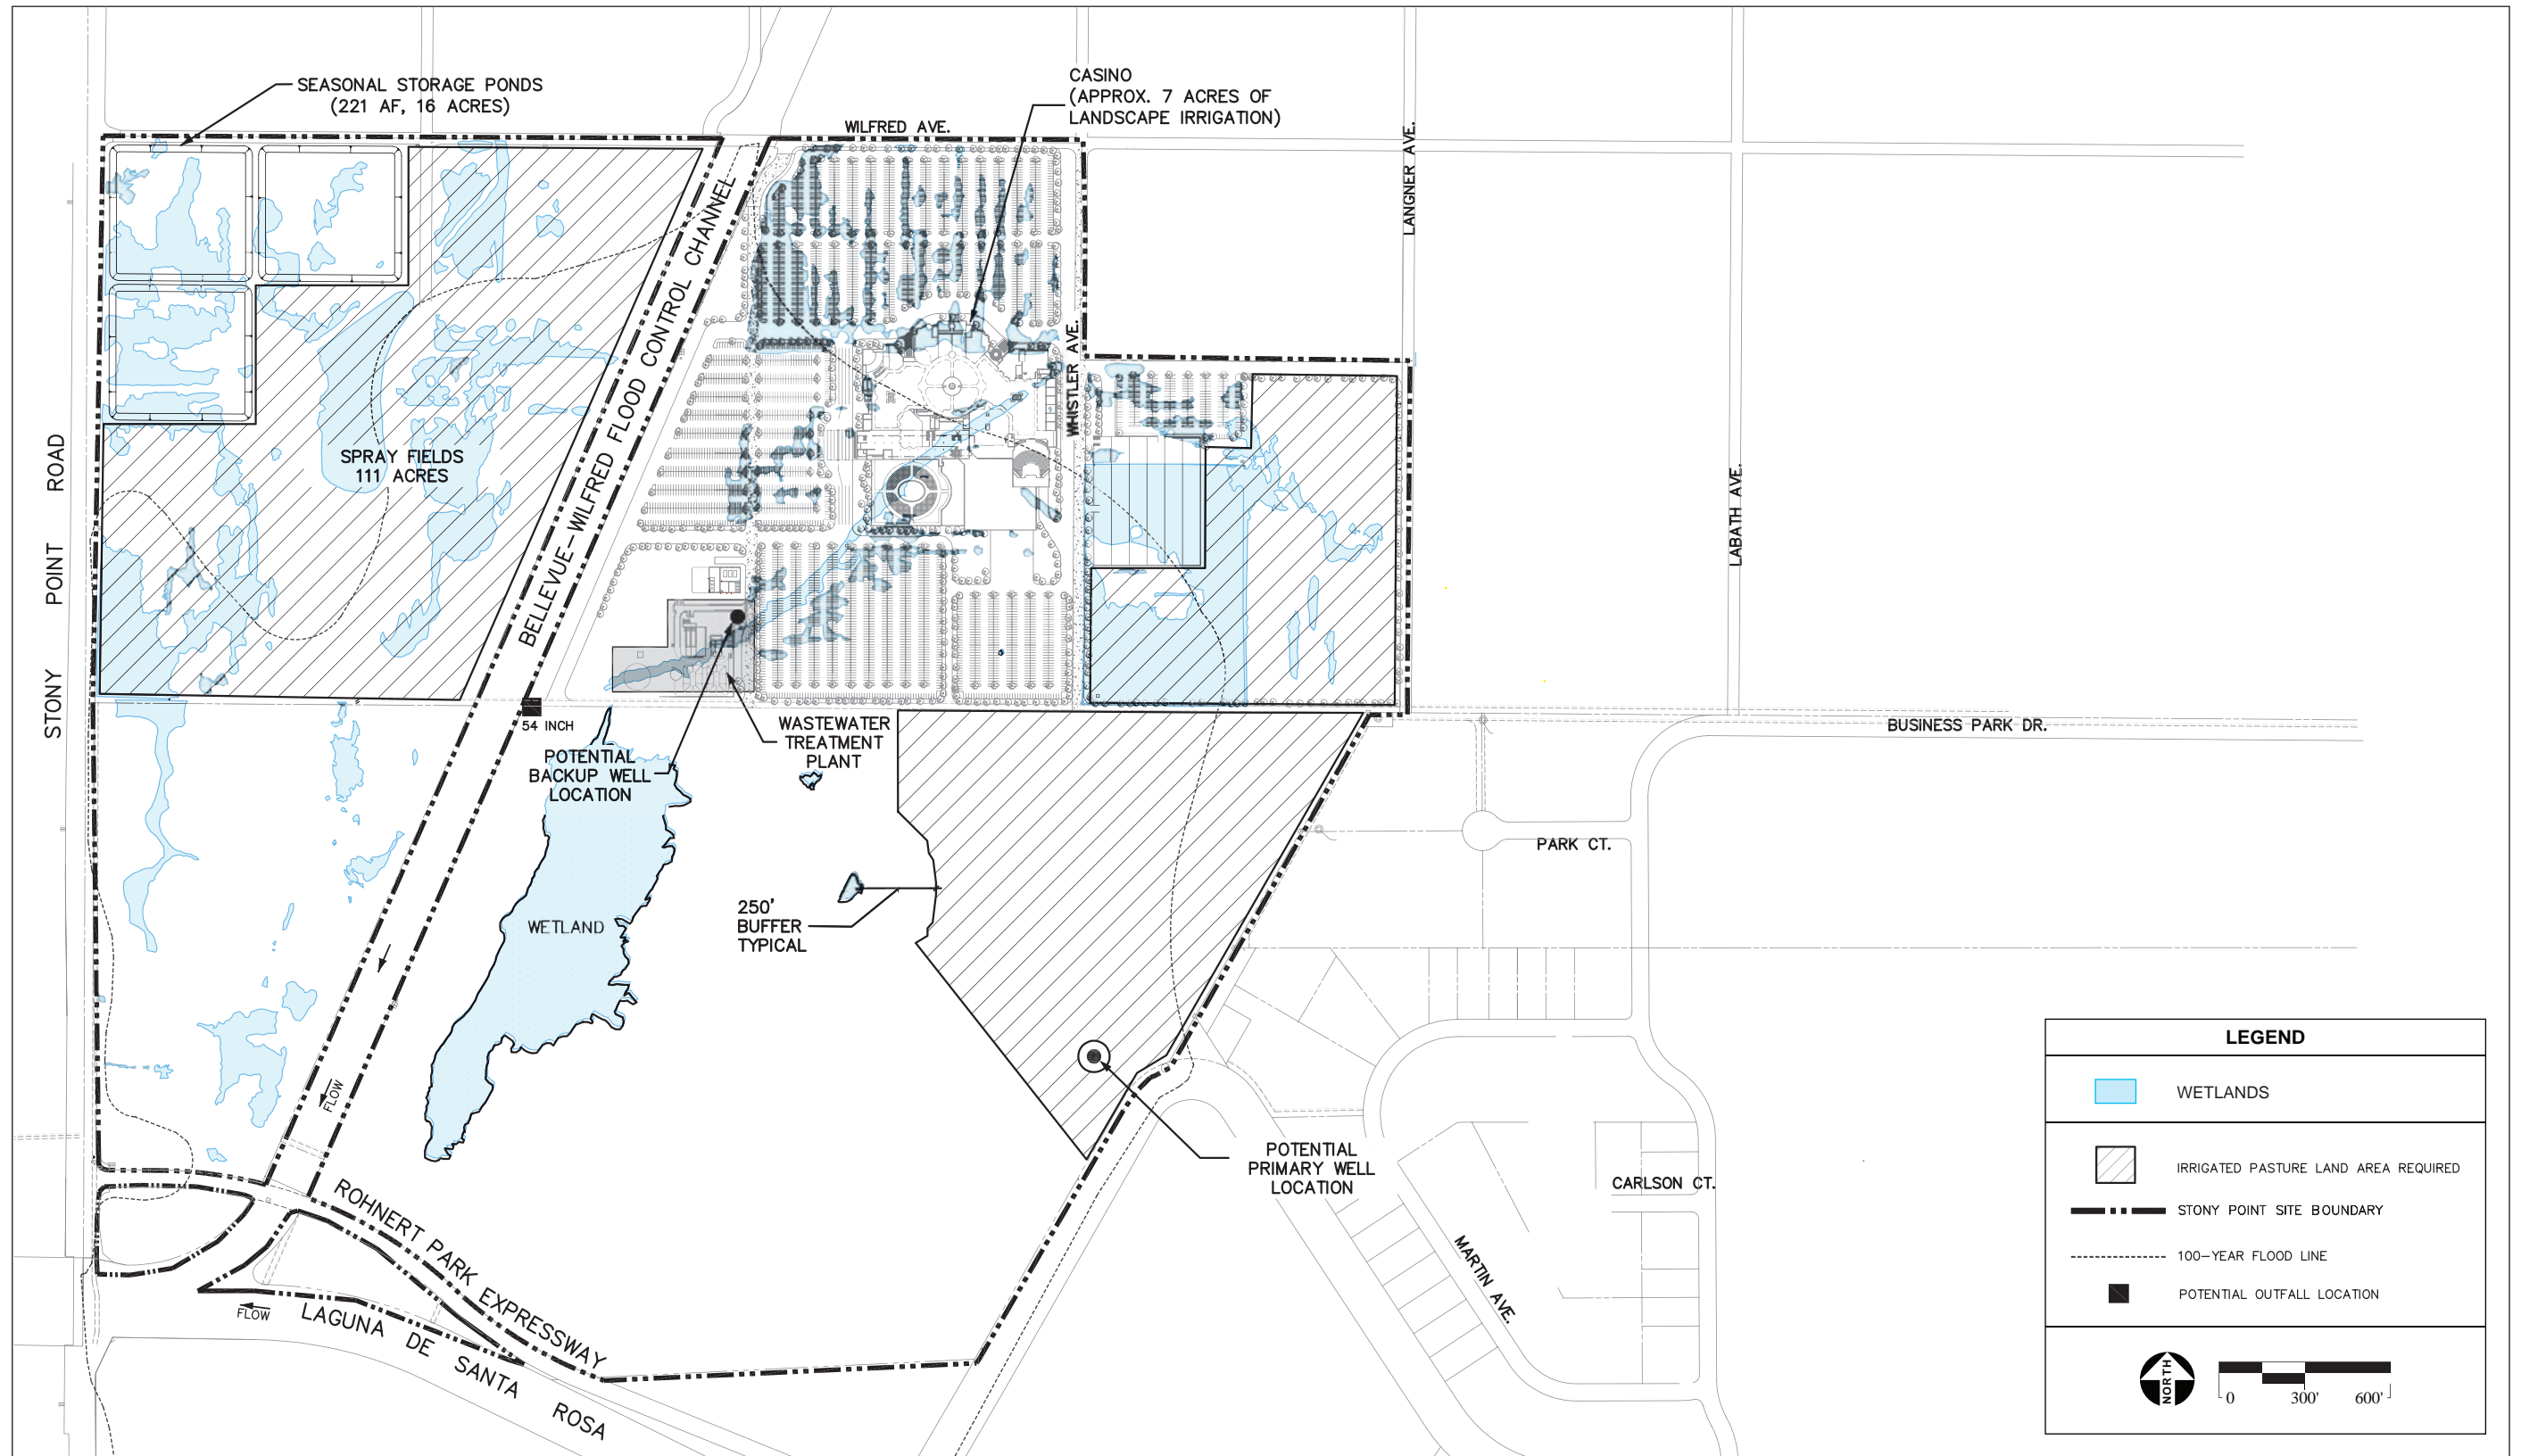 SEASONAL STORAGE PONDS
(221 AF, 16 ACRES)
CASINO
(APPROX. 7 ACRES OF
LANDSCAPE IRRIGATION)
WILFRED AVE.
LANGNER AVE.
BELLEVUE-WILFRED FLOOD CONTROL CHANNEL
WHISTLER AVE.
STONY POINT ROAD
SPRAY FIELDS
111 ACRES
LABATH AVE.
54 INCH
POTENTIAL
BACKUP WELL
LOCATION
WASTEWATER
TREATMENT
PLANT
BUSINESS PARK DR.
PARK CT.
WETLAND
250'
BUFFER
TYPICAL
FLOW
POTENTIAL
PRIMARY WELL
LOCATION
CARLSON CT.
MARTIN AVE.
ROHNERT PARK EXPRESSWAY
FLOW
LAGUNA DE SANTA ROSA
LEGEND
WETLANDS
IRRIGATED PASTURE LAND AREA REQUIRED
STONY POINT SITE BOUNDARY
100-YEAR FLOOD LINE
POTENTIAL OUTFALL LOCATION
NORTH
0 300' 600'